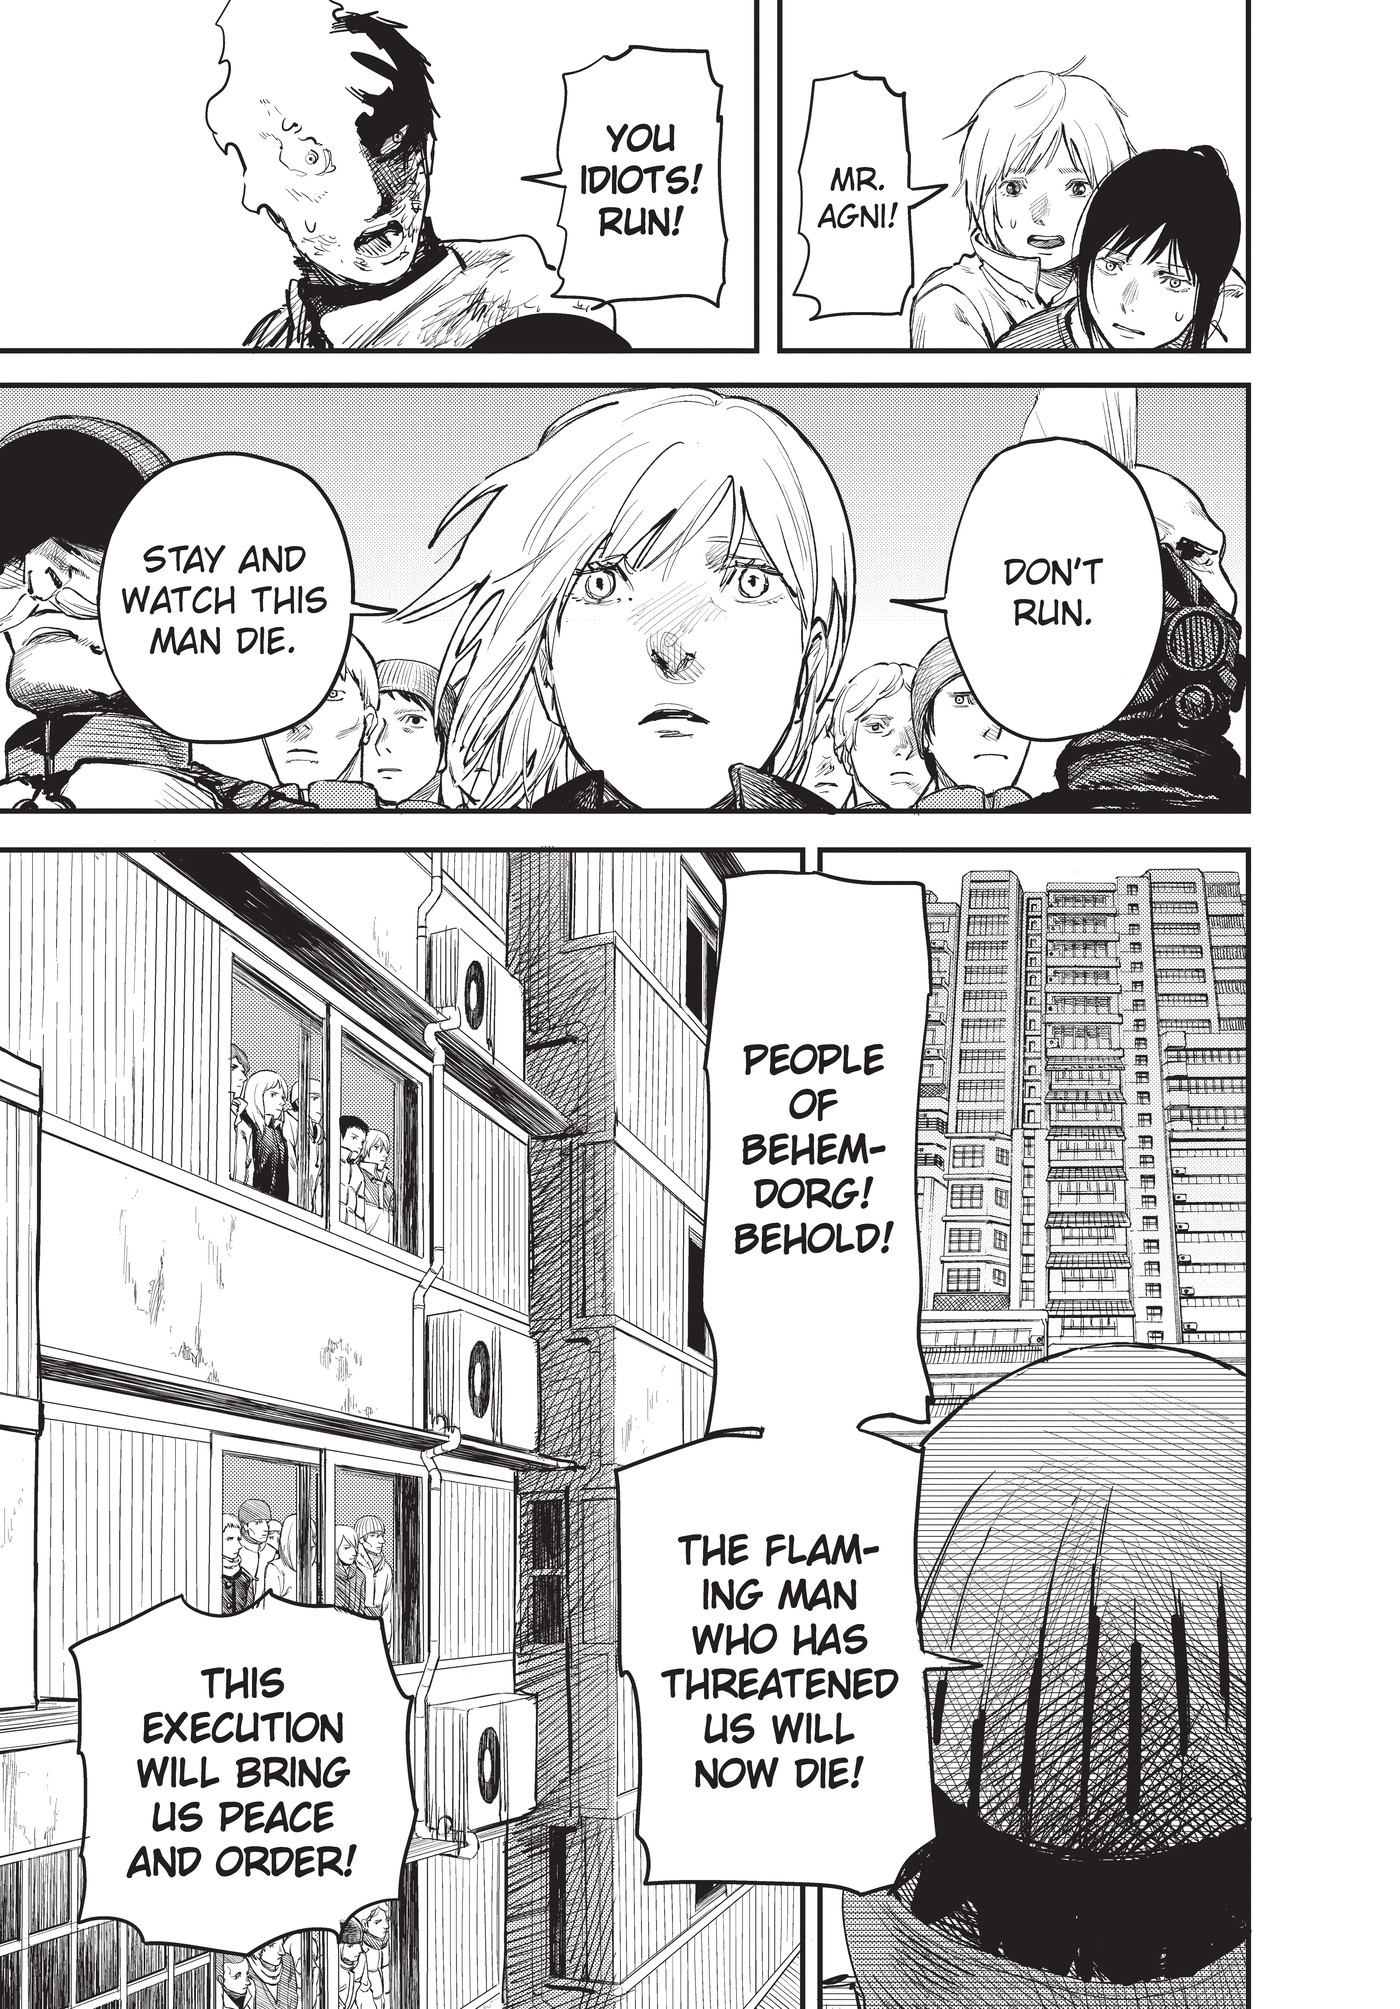 MR.
AGNI!
YOU
IDIOTS!
RUN!
DON'T
RUN.
STAY AND
WATCH THIS
MAN DIE.
PEOPLE
OF
BEHEM-
DORG!
BEHOLD!
THE FLAM-
ING MAN
WHO HAS
THREATENED
US WILL
NOW DIE!
THIS
EXECUTION
WILL BRING
US PEACE
AND ORDER!